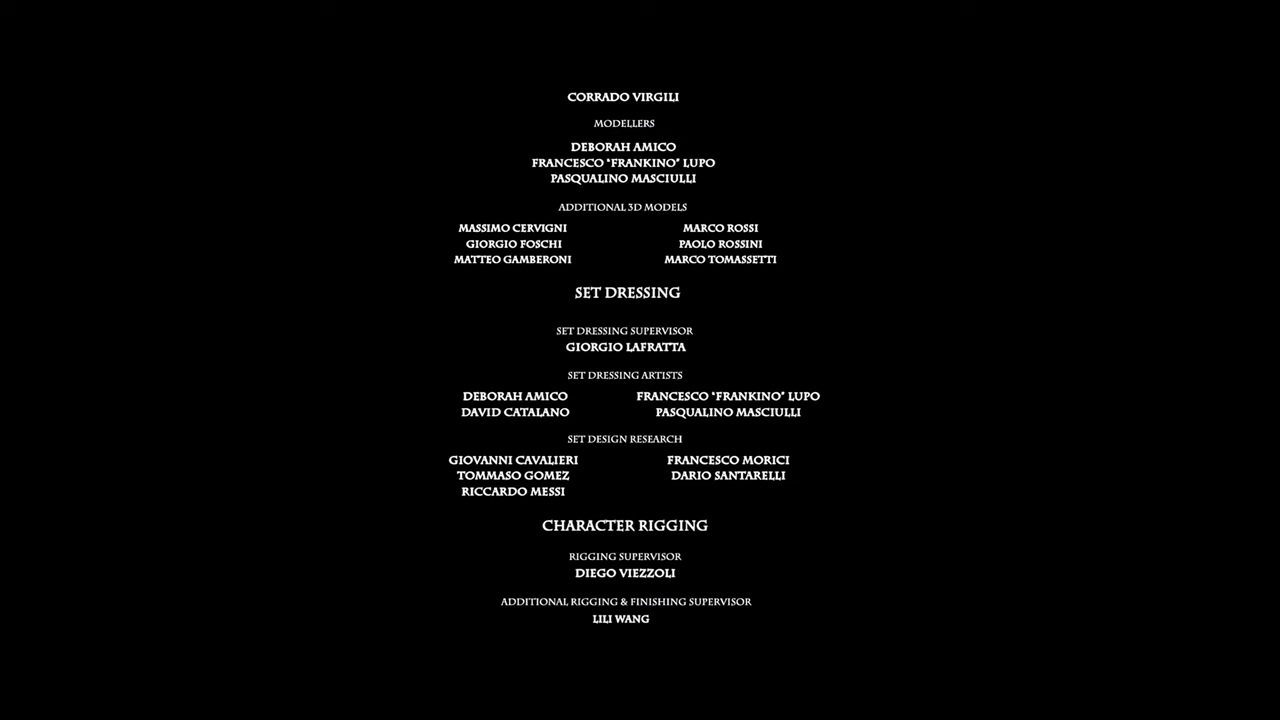 CORRADO VIRGILI
MODELLERS
DEBORAH AMICO
FRANCESCO "FRANKINO" LUPO
PASQUALINO MASCIULLI
ADDITIONAL 3D MODELS
MASSIMO CERVIGNI MARCO ROSSI
GIORGIO FOSCHI PAOLO ROSSINI
MATTEO GAMBERONI MARCO TOMASSETTI
SET DRESSING
SET DRESSING SUPERVISOR
GIORGIO LAFRATTA
SET DRESSING ARTISTS
DEBORAH AMICO FRANCESCO "FRANKINO" LUPO
DAVID CATALANO PASQUALINO MASCIULLI
SET DESIGN RESEARCH
GIOVANNI CAVALIERI FRANCESCO MORICI
TOMMASO GOMEZ DARIO SANTARELLI
RICCARDO MESSI
CHARACTER RIGGING
RIGGING SUPERVISOR
DIEGO VIEZZOLI
ADDITIONAL RIGGING & FINISHING SUPERVISOR
LILI WANG